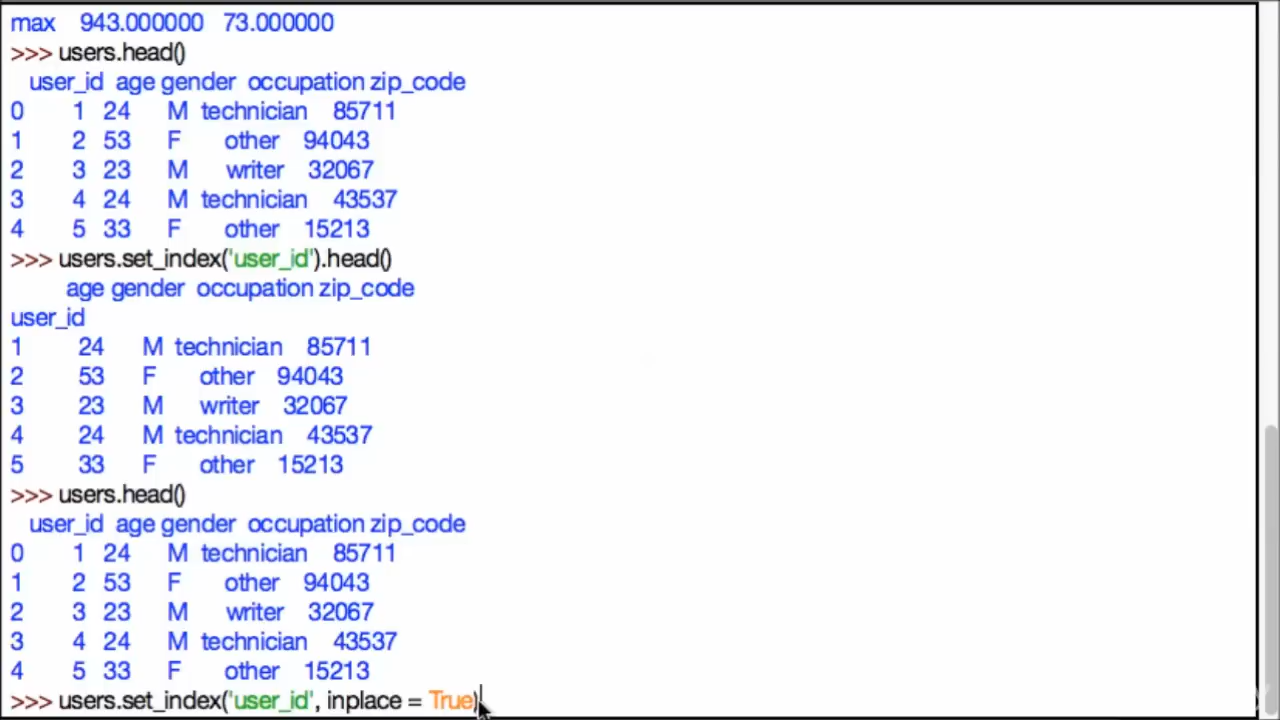 max 943.000000 73.000000
>>> users.head()
user_id age gender occupation zip_code
0 1 24 M technician 85711
1 2 53 F other 94043
2 3 23 M writer 32067
3 4 24 M technician 43537
4 5 33 F other 15213
>>> users.set_index('user_id').head()
age gender occupation zip_code
user_id
1 24 M technician 85711
2 53 F other 94043
3 23 M writer 32067
4 24 M technician 43537
5 33 F other 15213
>>> users.head()
user_id age gender occupation zip_code
0 1 24 M technician 85711
1 2 53 F other 94043
2 3 23 M writer 32067
3 4 24 M technician 43537
4 5 33 F other 15213
>>> users.set_index('user_id', inplace = True)